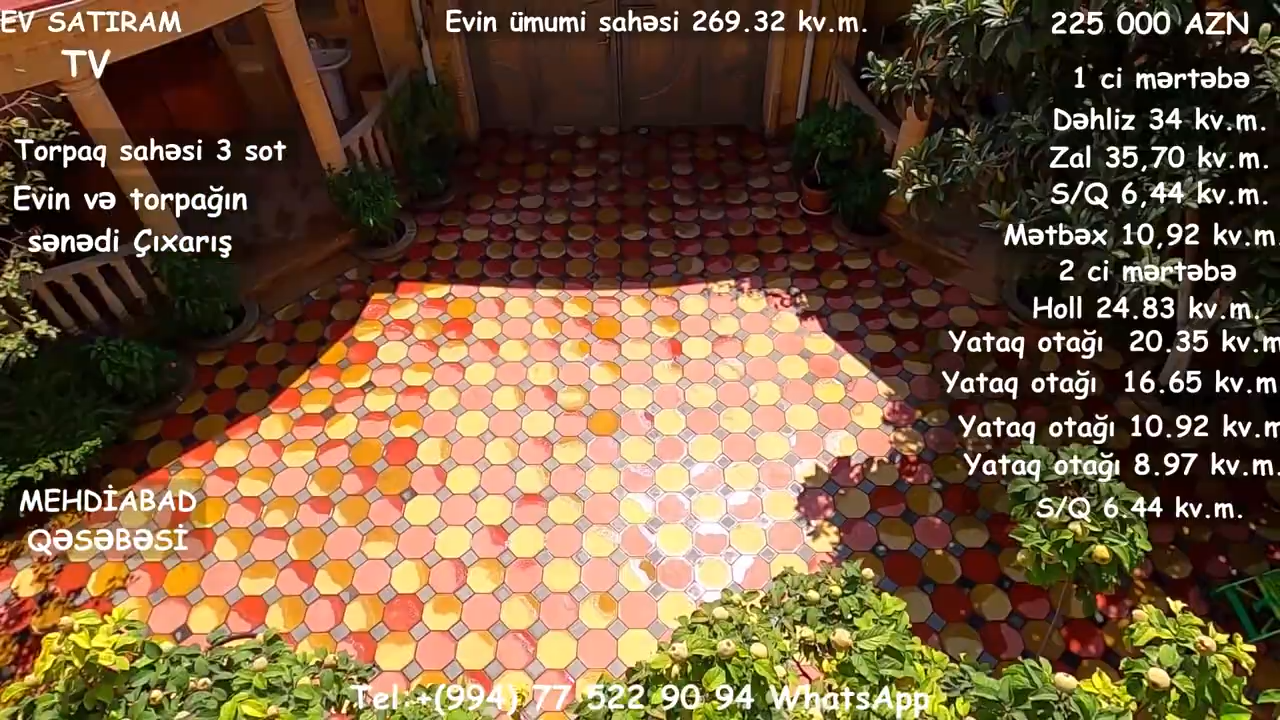 EV SATIRAM
TV
Evin ümumi sahəsi 269.32 kv.m.
225 000 AZN
Torpaq sahəsi 3 sot
Evin və torpağın
sənədi Çıxarış
1 ci mərtəbə
Dəhliz 34 kv.m.
Zal 35,70 kv.m.
S/Q 6,44 kv.m.
Mətbəx 10,92 kv.m.
2 ci mərtəbə
Holl 24.83 kv.m.
Yataq otağı 20.35 kv.m
Yataq otağı 16.65 kv.m.
Yataq otağı 10.92 kv.m
Yataq otağı 8.97 kv.m.
S/Q 6.44 kv.m.
MEHDİABAD
QƏSƏBƏSİ
Tel:+(994) 77 522 90 94 WhatsApp